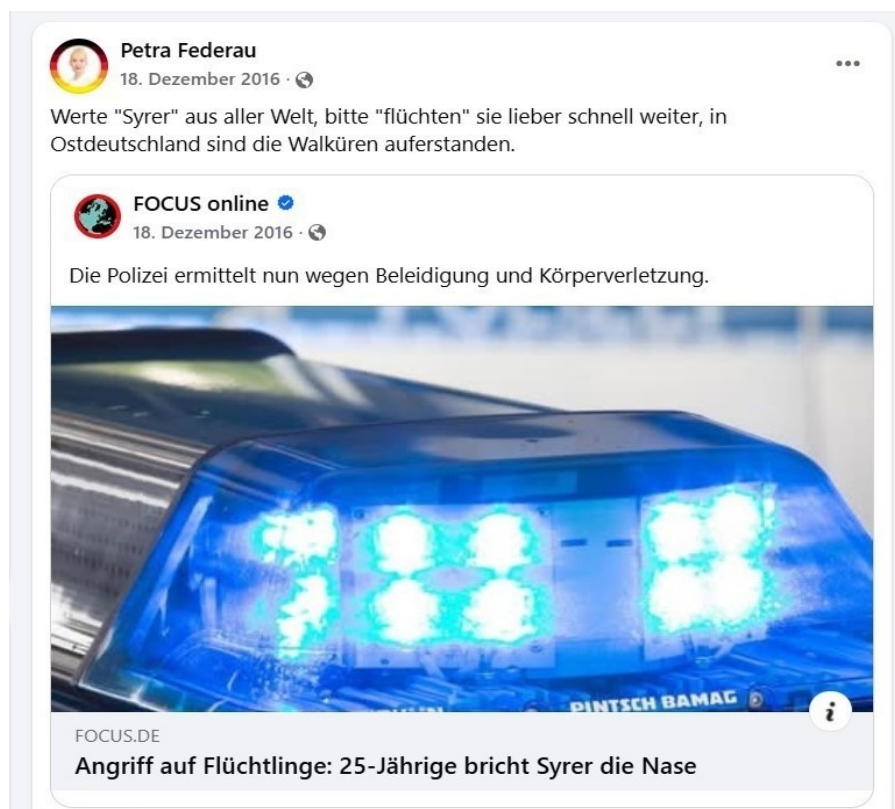 Petra Federau
18. Dezember 2016 ·
Werte "Syrer" aus aller Welt, bitte "flüchten" sie lieber schnell weiter, in
Ostdeutschland sind die Walküren auferstanden.
FOCUS online
18. Dezember 2016 ·
Die Polizei ermittelt nun wegen Beleidigung und Körperverletzung.
PINTSCH BAMAG
FOCUS.DE
Angriff auf Flüchtlinge: 25-Jährige bricht Syrer die Nase